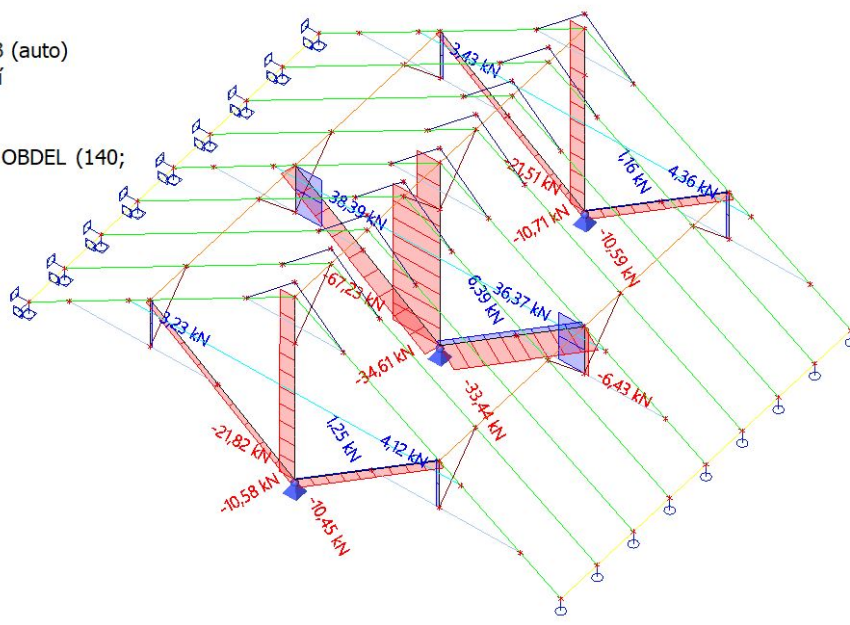 3 (auto)
í
OBDEL (140;
3,43 kN
-21,51 kN
1,16 kN
4,36 kN
-10,71 kN
-10,59 kN
38,39 kN
-67,23 kN
6,39 kN
36,37 kN
-34,61 kN
-33,44 kN
-6,43 kN
3,23 kN
-21,82 kN
1,25 kN
4,12 kN
-10,58 kN
-10,45 kN